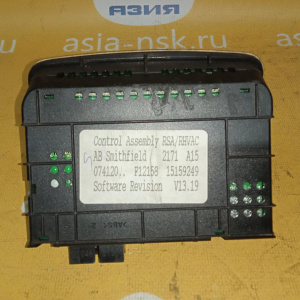 АЗИЯ
asia-nsk.ru
Control Assembly RSA/RHVAC
AB Smithfield / 2171 A15
074120.. F12158 15159249
Software Revision V13.19